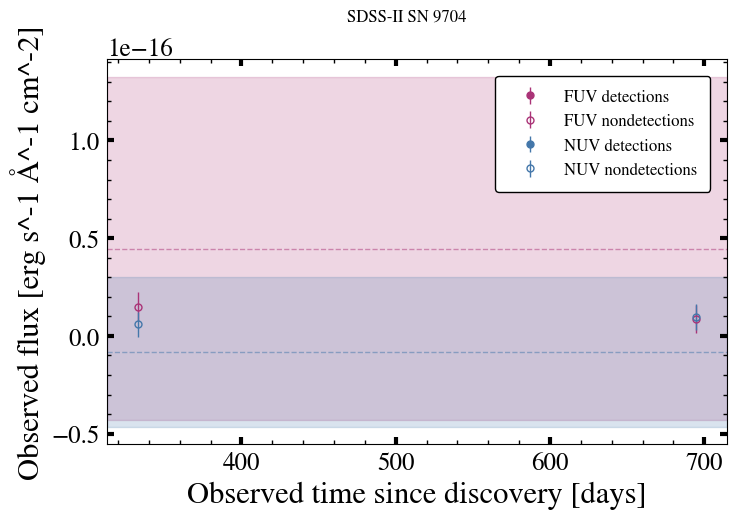 SDSS-II SN 9704
1e−16
Observed flux [erg s^-1 Å^-1 cm^-2]
1.0
0.5
0.0
−0.5
FUV detections
FUV nondetections
NUV detections
NUV nondetections
400
500
600
700
Observed time since discovery [days]